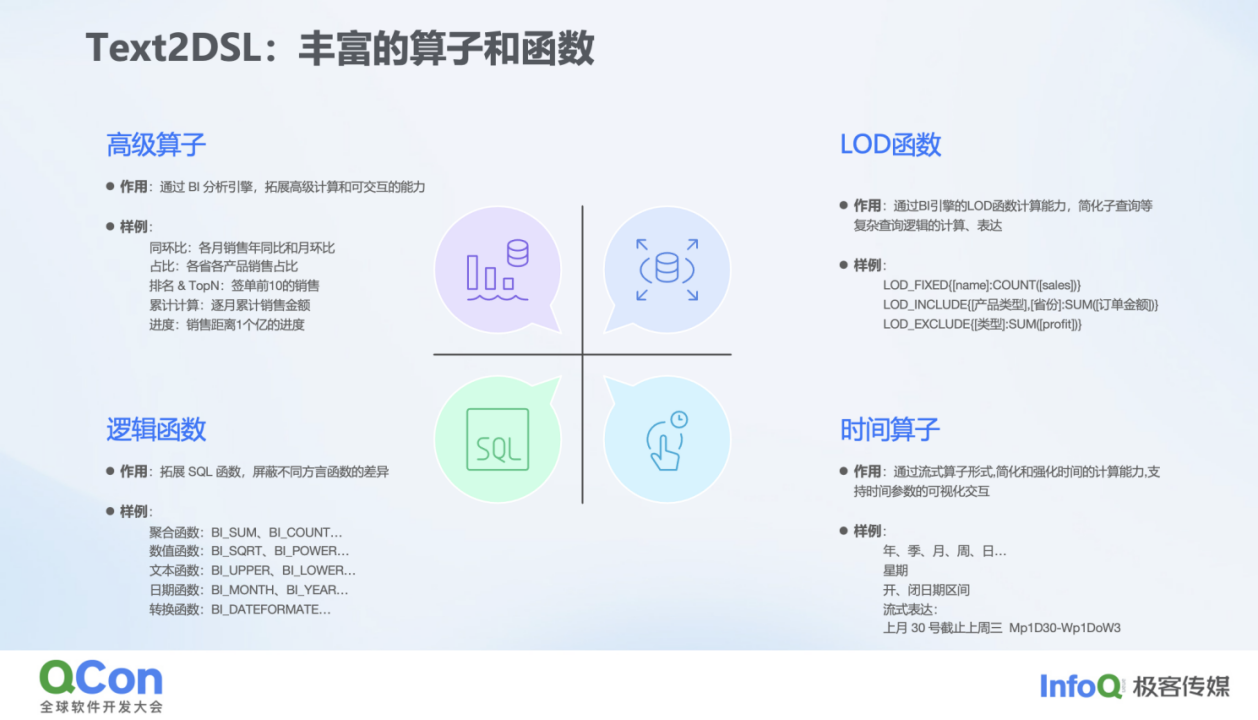 Text2DSL：丰富的算子和函数
高级算子
● 作用：通过 BI 分析引擎，拓展高级计算和可交互的能力
● 样例：
同环比：各月销售年同比和月环比
占比：各省各产品销售占比
排名 & TopN：签单前10的销售
累计计算：逐月累计销售金额
进度：销售距离1个亿的进度
LOD函数
● 作用：通过BI引擎的LOD函数计算能力，简化子查询等
复杂查询逻辑的计算、表达
● 样例：
LOD_FIXED{[name]:COUNT([sales])}
LOD_INCLUDE{[产品类型],[省份]:SUM([订单金额])}
LOD_EXCLUDE{[类型]:SUM([profit])}
逻辑函数
● 作用：拓展 SQL 函数，屏蔽不同方言函数的差异
● 样例：
聚合函数：BI_SUM、BI_COUNT…
数值函数：BI_SQRT、BI_POWER…
文本函数：BI_UPPER、BI_LOWER…
日期函数：BI_MONTH、BI_YEAR…
转换函数：BI_DATEFORMATE…
SQL
时间算子
● 作用：通过流式算子形式,简化和强化时间的计算能力,支
持时间参数的可视化交互
● 样例：
年、季、月、周、日…
星期
开、闭日期区间
流式表达：
上月 30 号截止上周三 Mp1D30-Wp1DoW3
QCon
全球软件开发大会
InfoQ 极客传媒